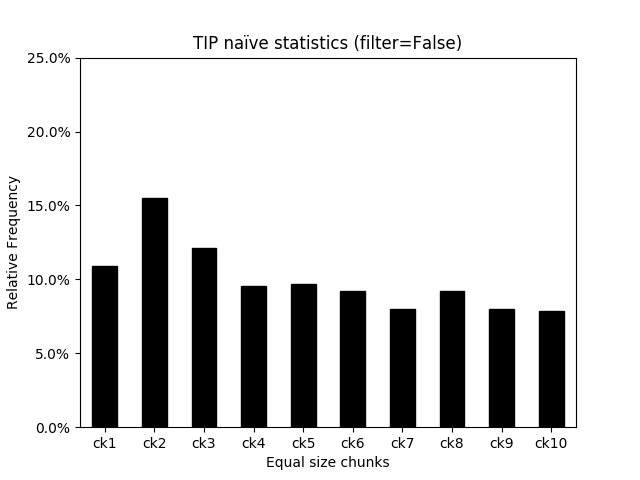 TIP naïve statistics (filter=False)
25.0%
20.0%
15.0%
10.0%
5.0%
0.0%
Relative Frequency
ck1 ck2 ck3 ck4 ck5 ck6 ck7 ck8 ck9 ck10
Equal size chunks